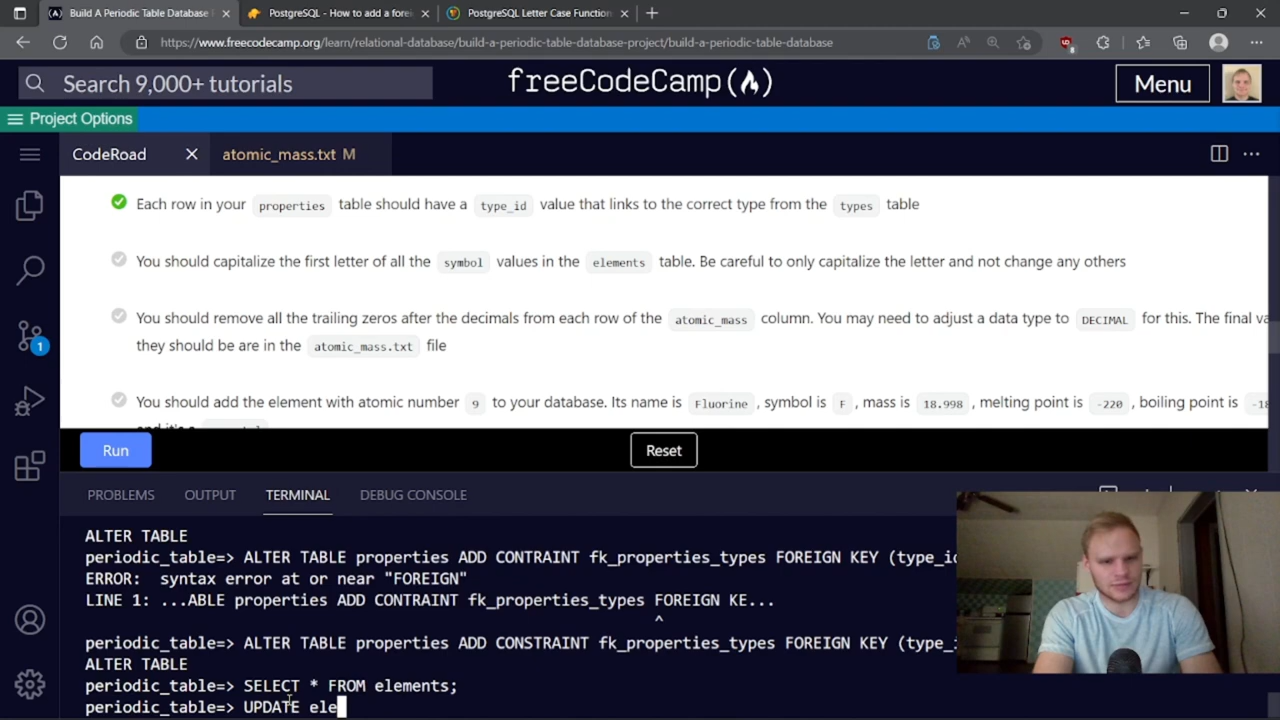 Build A Periodic Table Database
PostgreSQL - How to add a forei
PostgreSQL Letter Case Function
https://www.freecodecamp.org/learn/relational-database/build-a-periodic-table-database-project/build-a-periodic-table-database
Search 9,000+ tutorials
freeCodeCamp
Menu
Project Options
CodeRoad
atomic_mass.txt M
Each row in your properties table should have a type_id value that links to the correct type from the types table
You should capitalize the first letter of all the symbol values in the elements table. Be careful to only capitalize the letter and not change any others
You should remove all the trailing zeros after the decimals from each row of the atomic_mass column. You may need to adjust a data type to DECIMAL for this. The final va
they should be are in the atomic_mass.txt file
1
You should add the element with atomic number 9 to your database. Its name is Fluorine, symbol is F, mass is 18.998, melting point is -220, boiling point is -18
Run
Reset
PROBLEMS
OUTPUT
TERMINAL
DEBUG CONSOLE
ALTER TABLE
periodic_table=> ALTER TABLE properties ADD CONTRAINT fk_properties_types FOREIGN KEY (type_id
ERROR:  syntax error at or near "FOREIGN"
LINE 1: ...ABLE properties ADD CONTRAINT fk_properties_types FOREIGN KE...
^
periodic_table=> ALTER TABLE properties ADD CONSTRAINT fk_properties_types FOREIGN KEY (type_i
ALTER TABLE
periodic_table=> SELECT * FROM elements;
periodic_table=> UPDATE ele